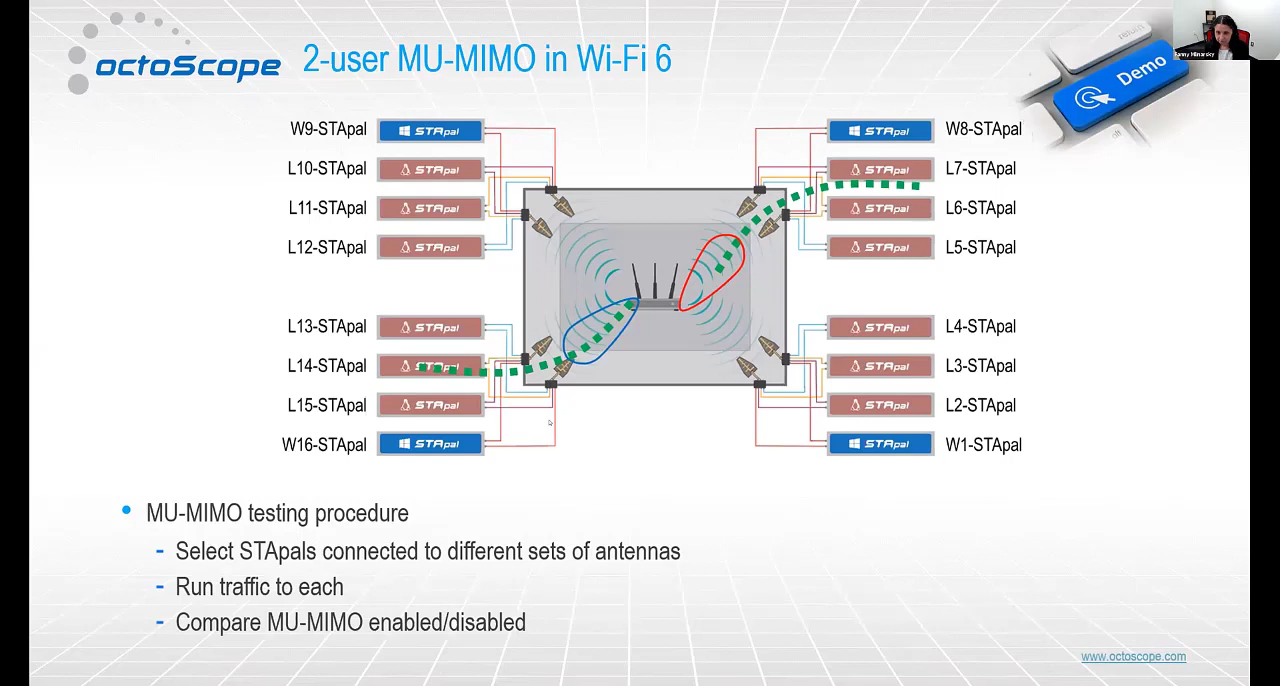 octoScope
2-user MU-MIMO in Wi-Fi 6
Demo
W9-STApal
STApal
STApal
W8-STApal
L10-STApal
STApal
STApal
L7-STApal
L11-STApal
STApal
STApal
L6-STApal
L12-STApal
STApal
STApal
L5-STApal
L13-STApal
STApal
STApal
L4-STApal
L14-STApal
STApal
STApal
L3-STApal
L15-STApal
STApal
STApal
L2-STApal
W16-STApal
STApal
STApal
W1-STApal
• MU-MIMO testing procedure
- Select STApals connected to different sets of antennas
- Run traffic to each
- Compare MU-MIMO enabled/disabled
www.octoscope.com